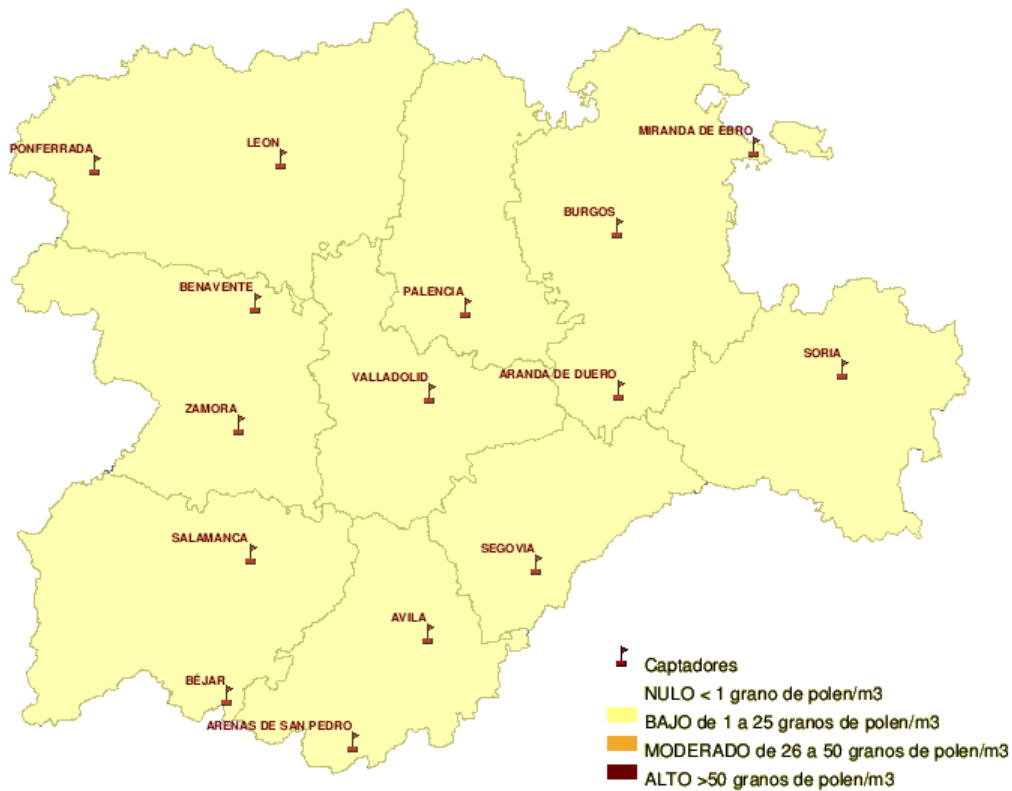 MIRANDA DE EBRO
PONFERRADA
LEON
BURGOS
BENAVENTE
PALENCIA
SORIA
VALLADOLID
ARANDA DE DUERO
ZAMORA
SALAMANCA
SEGOVIA
AVILA
BÉJAR
ARENAS DE SAN PEDRO
Captadores
NULO < 1 grano de polen/m3
BAJO de 1 a 25 granos de polen/m3
MODERADO de 26 a 50 granos de polen/m3
ALTO >50 granos de polen/m3